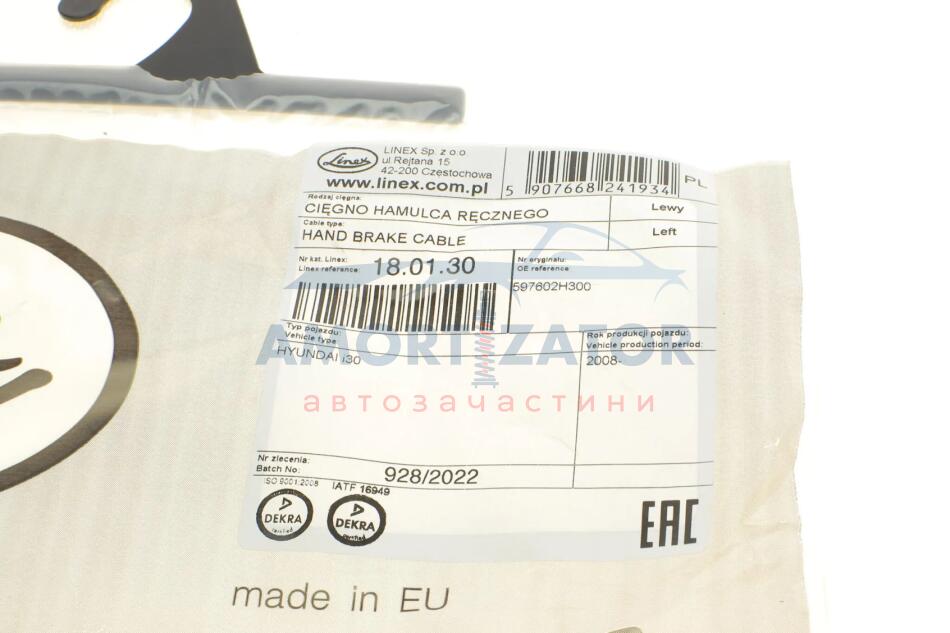 Linex
LINEX Sp. z o.o.
ul Rejtana 15
42-200 Częstochowa
www.linex.com.pl
5 907668 241934
PL
Rodzaj cięgna:
CIĘGNO HAMULCA RĘCZNEGO
Lewy
Cable type:
HAND BRAKE CABLE
Left
Nr kat. Linex:
Linex reference:
18.01.30
Nr oryginału:
OE reference
597602H300
Typ pojazdu:
Vehicle type
HYUNDAI i30
Rok produkcji pojazdu:
Vehicle production period:
2008-
AMORTIZATOR
автозачастини
Nr zlecenia:
Batch No:
928/2022
ISO 9001:2008
IATF 16949
DEKRA
certified
DEKRA
certified
EAC
made in EU